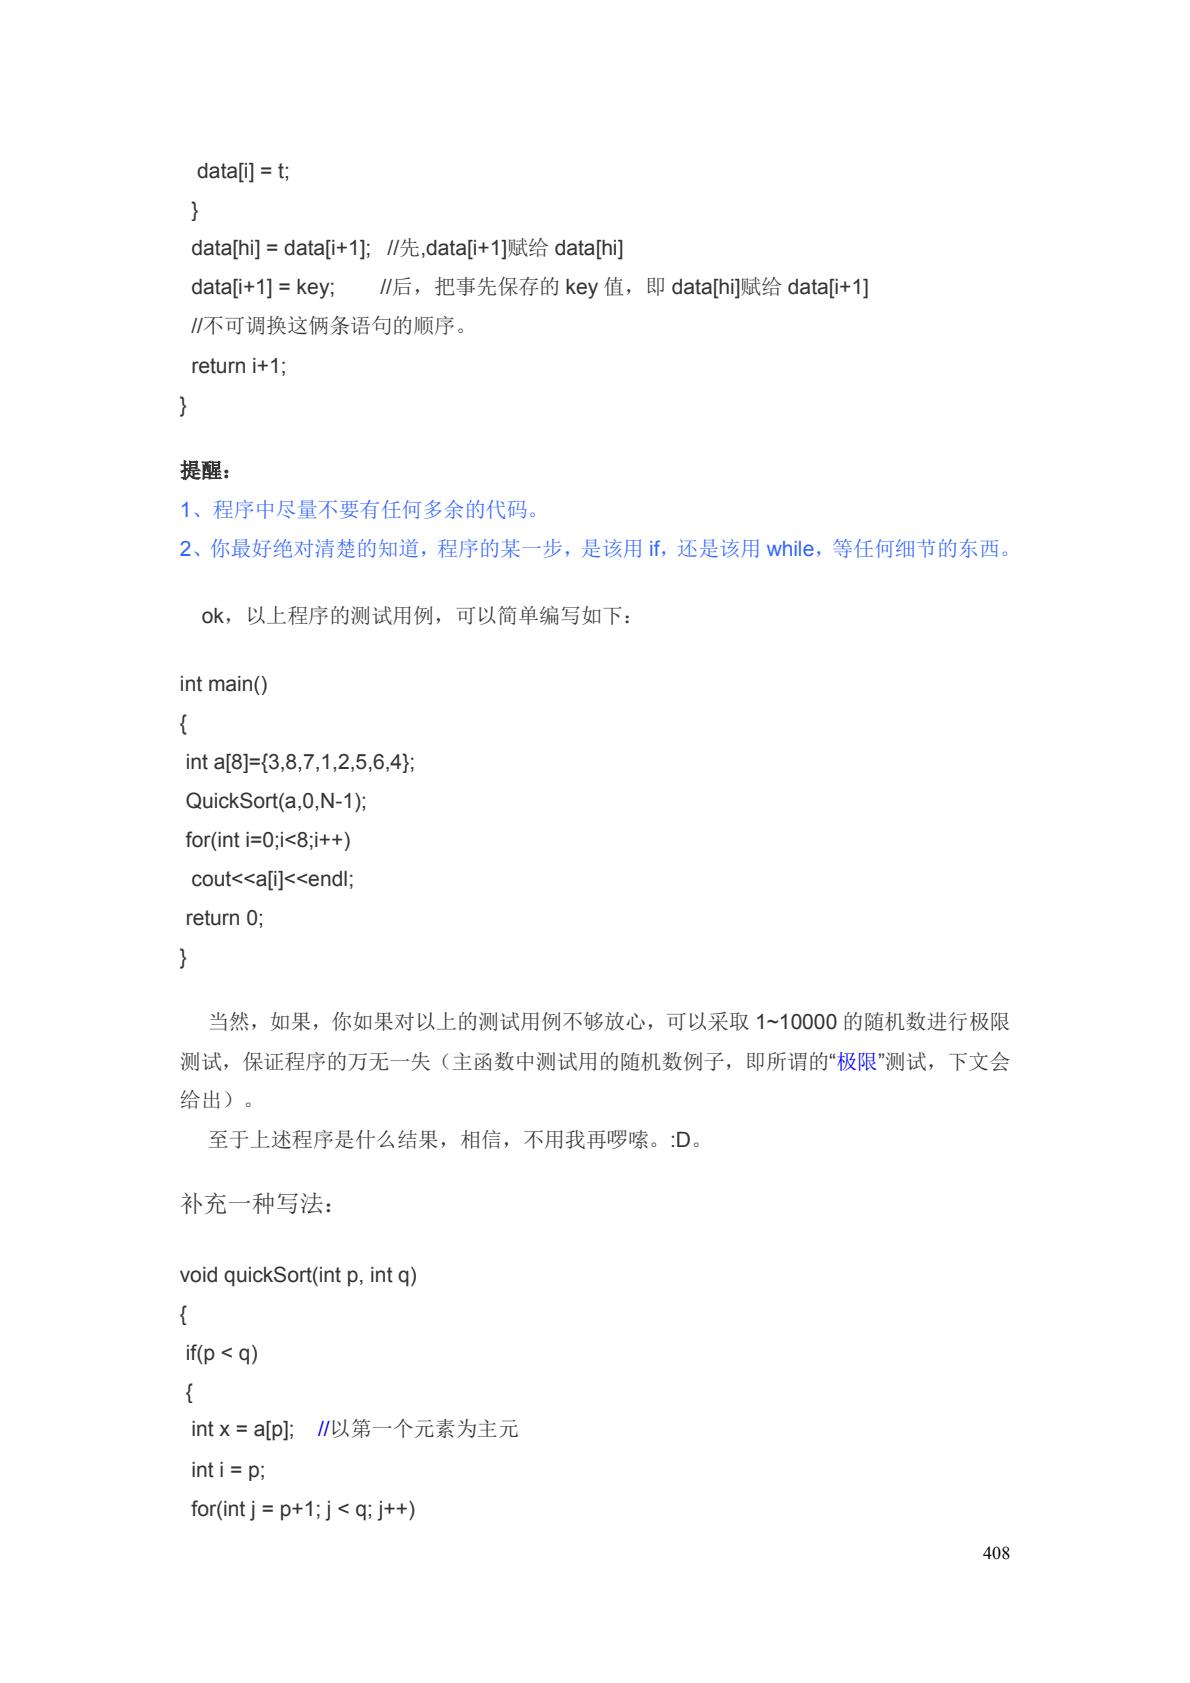 data[i] = t;
}
data[hi] = data[i+1];   //先,data[i+1]赋给 data[hi]
data[i+1] = key;        //后，把事先保存的 key 值，即 data[hi]赋给 data[i+1]
//不可调换这俩条语句的顺序。
return i+1;
}
提醒：
1、程序中尽量不要有任何多余的代码。
2、你最好绝对清楚的知道，程序的某一步，是该用 if，还是该用 while，等任何细节的东西。
ok，以上程序的测试用例，可以简单编写如下：
int main()
{
int a[8]={3,8,7,1,2,5,6,4};
QuickSort(a,0,N-1);
for(int i=0;i<8;i++)
cout<<a[i]<<endl;
return 0;
}
当然，如果，你如果对以上的测试用例不够放心，可以采取 1~10000 的随机数进行极限
测试，保证程序的万无一失（主函数中测试用的随机数例子，即所谓的“极限”测试，下文会
给出）。
至于上述程序是什么结果，相信，不用我再啰嗦。:D。
补充一种写法：
void quickSort(int p, int q)
{
if(p < q)
{
int x = a[p];    //以第一个元素为主元
int i = p;
for(int j = p+1; j < q; j++)
408